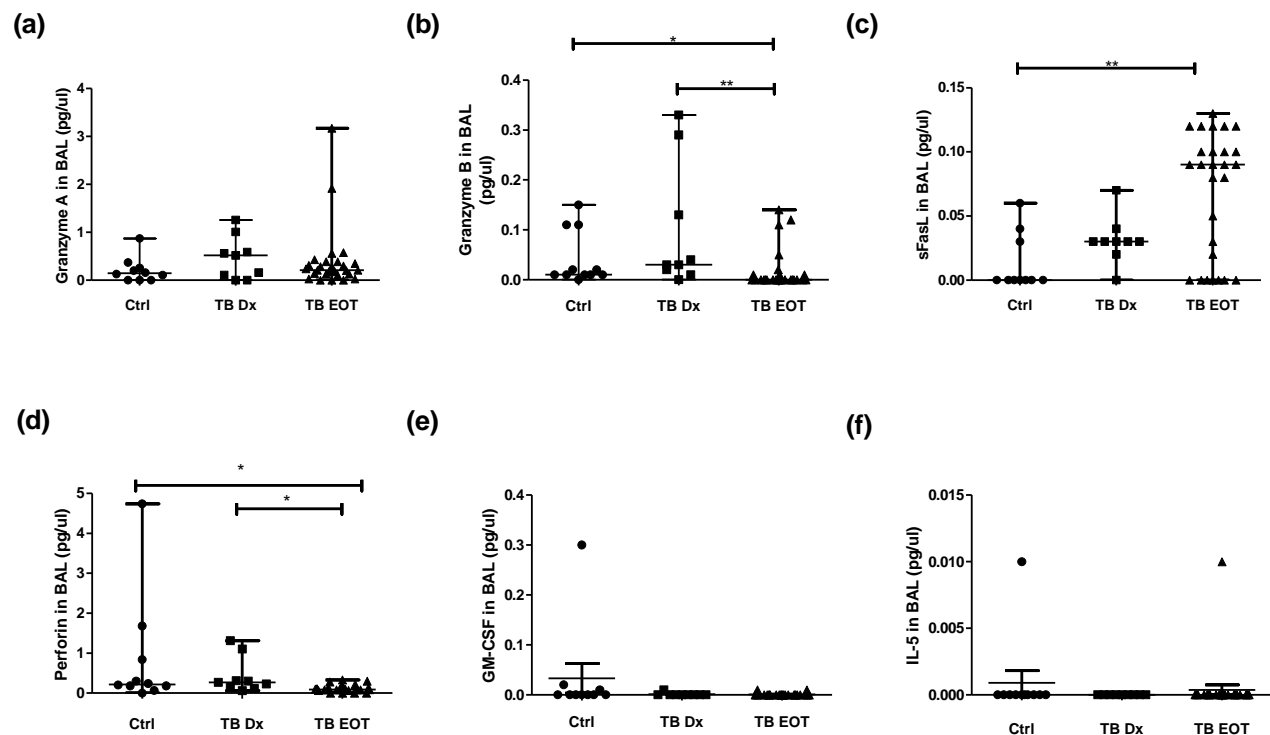 (a)
Granzyme A in BAL (pg/ul)
4
3
2
1
0
Ctrl
TB Dx
TB EOT
(b)
*
**
Granzyme B in BAL
(pg/ul)
0.4
0.3
0.2
0.1
0.0
Ctrl
TB Dx
TB EOT
(c)
**
sFasL in BAL (pg/ul)
0.15
0.10
0.05
0.00
Ctrl
TB Dx
TB EOT
(d)
*
*
Perforin in BAL (pg/ul)
5
4
3
2
1
0
Ctrl
TB Dx
TB EOT
(e)
GM-CSF in BAL (pg/ul)
0.4
0.3
0.2
0.1
0.0
Ctrl
TB Dx
TB EOT
(f)
IL-5 in BAL (pg/ul)
0.015
0.010
0.005
0.000
Ctrl
TB Dx
TB EOT